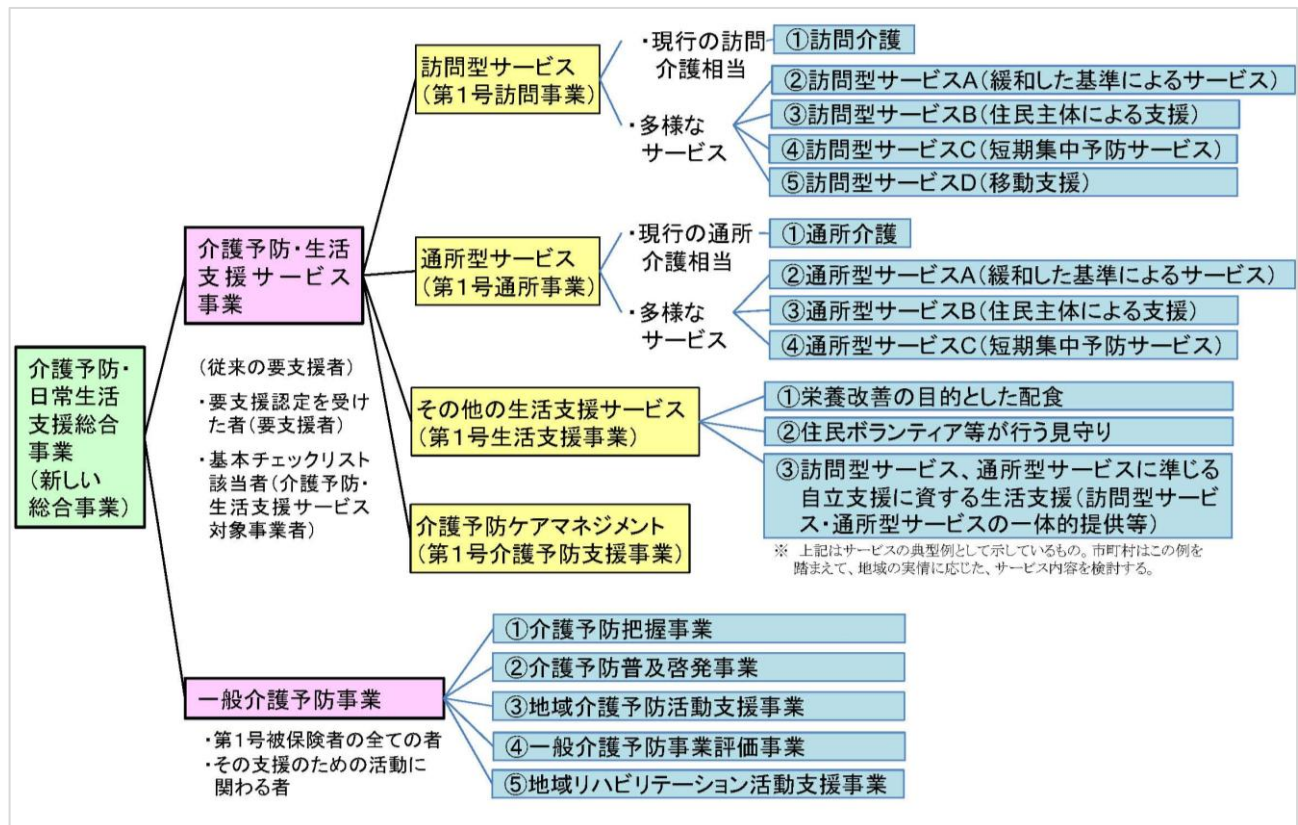 介護予防・
日常生活
支援総合
事業
(新しい
総合事業)
介護予防・生活
支援サービス
事業
(従来の要支援者)
・要支援認定を受け
た者(要支援者)
・基本チェックリスト
該当者(介護予防・
生活支援サービス
対象事業者)
訪問型サービス
(第1号訪問事業)
・現行の訪問
介護相当
①訪問介護
・多様な
サービス
②訪問型サービスA(緩和した基準によるサービス)
③訪問型サービスB(住民主体による支援)
④訪問型サービスC(短期集中予防サービス)
⑤訪問型サービスD(移動支援)
通所型サービス
(第1号通所事業)
・現行の通所
介護相当
①通所介護
・多様な
サービス
②通所型サービスA(緩和した基準によるサービス)
③通所型サービスB(住民主体による支援)
④通所型サービスC(短期集中予防サービス)
その他の生活支援サービス
(第1号生活支援事業)
①栄養改善の目的とした配食
②住民ボランティア等が行う見守り
③訪問型サービス、通所型サービスに準じる
自立支援に資する生活支援(訪問型サービ
ス・通所型サービスの一体的提供等)
※ 上記はサービスの典型例として示しているもの。市町村はこの例を
踏まえて、地域の実情に応じた、サービス内容を検討する。
介護予防ケアマネジメント
(第1号介護予防支援事業)
一般介護予防事業
・第1号被保険者の全ての者
・その支援のための活動に
関わる者
①介護予防把握事業
②介護予防普及啓発事業
③地域介護予防活動支援事業
④一般介護予防事業評価事業
⑤地域リハビリテーション活動支援事業